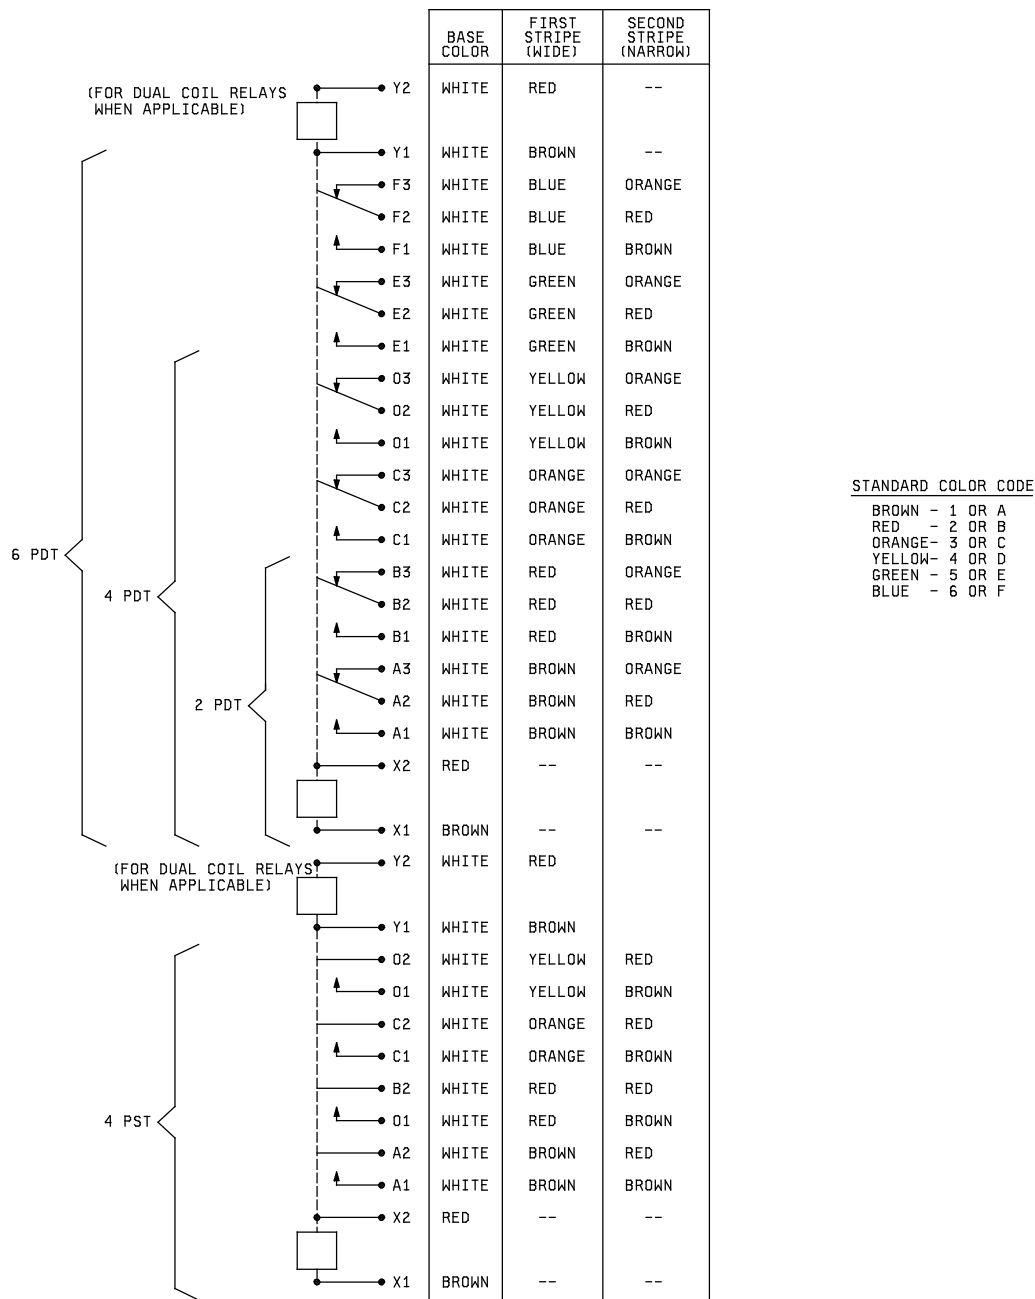 BASE COLOR FIRST STRIPE (WIDE) SECOND STRIPE (NARROW)
(FOR DUAL COIL RELAYS
WHEN APPLICABLE)
Y2 WHITE RED --
Y1 WHITE BROWN --
F3 WHITE BLUE ORANGE
F2 WHITE BLUE RED
F1 WHITE BLUE BROWN
E3 WHITE GREEN ORANGE
E2 WHITE GREEN RED
E1 WHITE GREEN BROWN
O3 WHITE YELLOW ORANGE
O2 WHITE YELLOW RED
O1 WHITE YELLOW BROWN
C3 WHITE ORANGE ORANGE
C2 WHITE ORANGE RED
C1 WHITE ORANGE BROWN
6 PDT
B3 WHITE RED ORANGE
4 PDT
B2 WHITE RED RED
B1 WHITE RED BROWN
A3 WHITE BROWN ORANGE
2 PDT
A2 WHITE BROWN RED
A1 WHITE BROWN BROWN
X2 RED -- --
X1 BROWN -- --
(FOR DUAL COIL RELAYS
WHEN APPLICABLE)
Y2 WHITE RED
Y1 WHITE BROWN
O2 WHITE YELLOW RED
O1 WHITE YELLOW BROWN
C2 WHITE ORANGE RED
C1 WHITE ORANGE BROWN
B2 WHITE RED RED
4 PST
O1 WHITE RED BROWN
A2 WHITE BROWN RED
A1 WHITE BROWN BROWN
X2 RED -- --
X1 BROWN -- --
STANDARD COLOR CODE
BROWN - 1 OR A
RED - 2 OR B
ORANGE- 3 OR C
YELLOW- 4 OR D
GREEN - 5 OR E
BLUE - 6 OR F